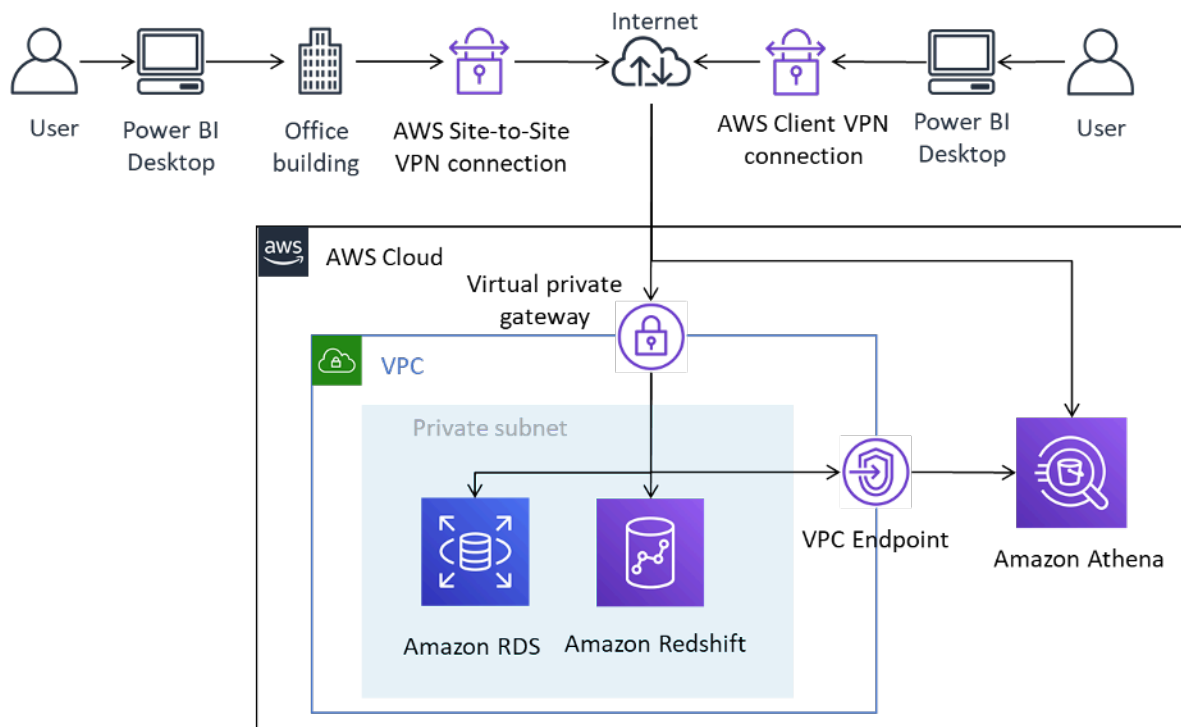 Internet
User
Power BI
Desktop
Office
building
AWS Site-to-Site
VPN connection
AWS Client VPN
connection
Power BI
Desktop
User
aws
AWS Cloud
Virtual private
gateway
VPC
Private subnet
VPC Endpoint
Amazon Athena
Amazon RDS
Amazon Redshift